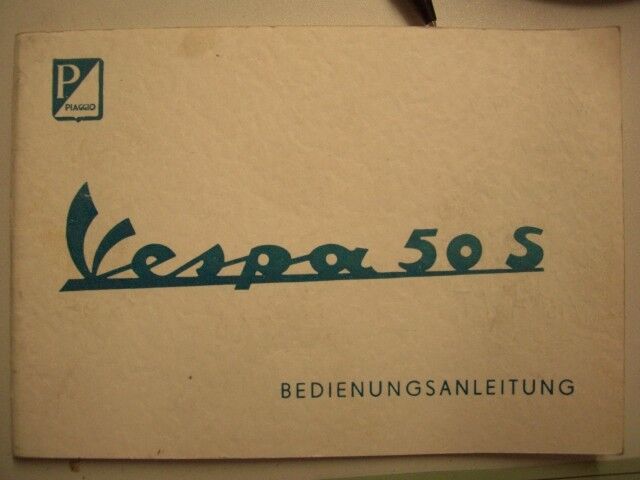 P
PIAGGIO
Vespa 50 S
BEDIENUNGSANLEITUNG